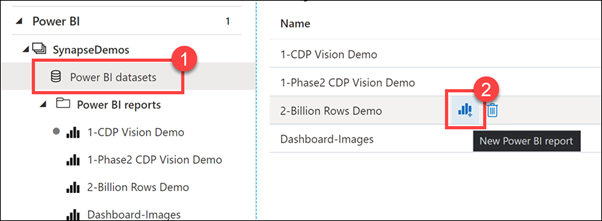 Power BI 1
SynapseDemos
1
Power BI datasets
Power BI reports
1-CDP Vision Demo
1-Phase2 CDP Vision Demo
2-Billion Rows Demo
Dashboard-Images
Name
1-CDP Vision Demo
1-Phase2 CDP Vision Demo
2
2-Billion Rows Demo
New Power BI report
Dashboard-Images